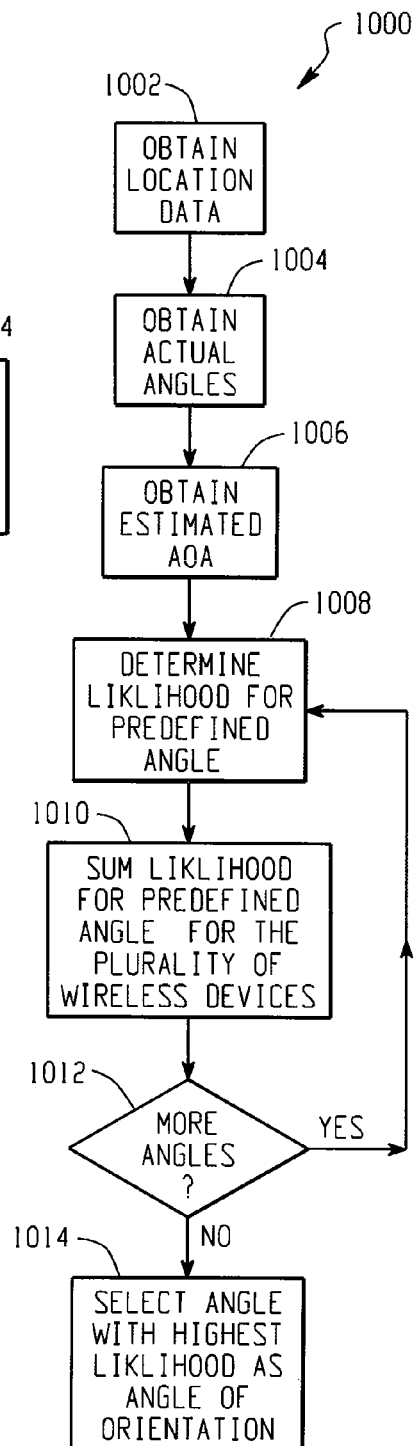 1000
1002
OBTAIN
LOCATION
DATA
1004
OBTAIN
ACTUAL
ANGLES
4
1006
OBTAIN
ESTIMATED
AOA
1008
DETERMINE
LIKLIHOOD FOR
PREDEFINED
ANGLE
1010
SUM LIKLIHOOD
FOR PREDEFINED
ANGLE FOR THE
PLURALITY OF
WIRELESS DEVICES
1012
MORE
ANGLES
?
YES
NO
1014
SELECT ANGLE
WITH HIGHEST
LIKLIHOOD AS
ANGLE OF
ORIENTATION